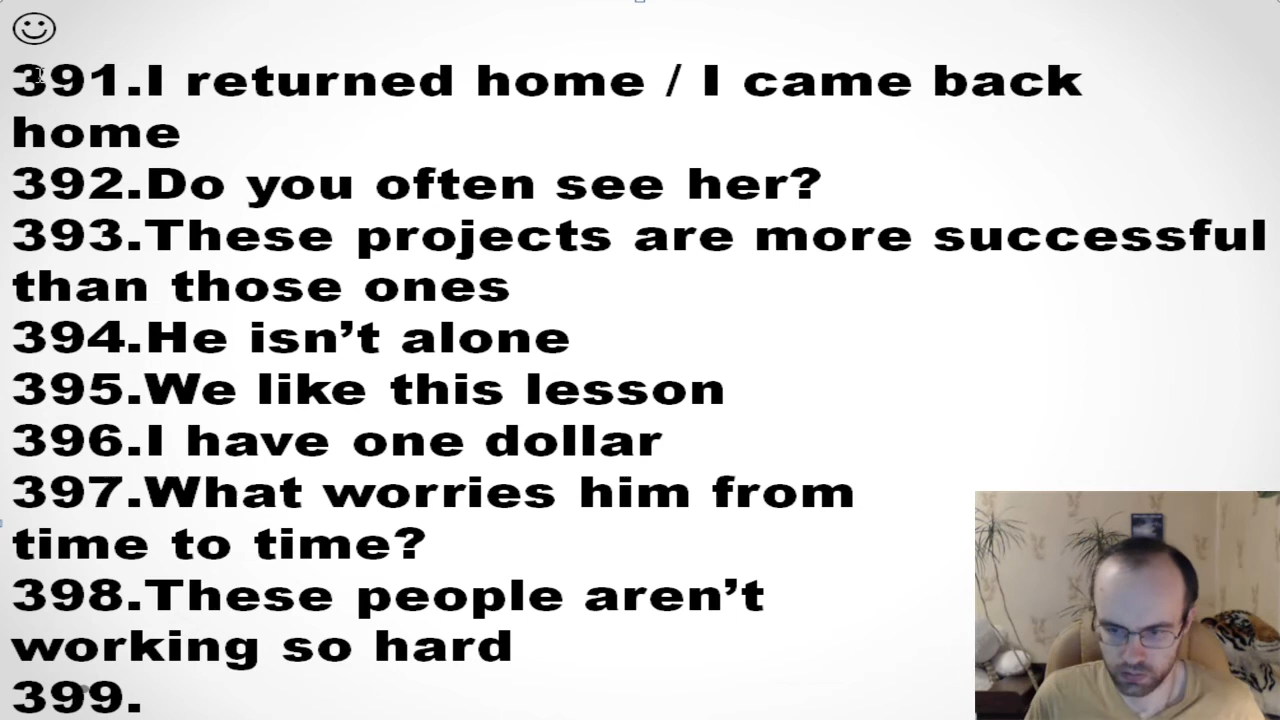 391.I returned home / I came back
home
392.Do you often see her?
393.These projects are more successful
than those ones
394.He isn’t alone
395.We like this lesson
396.I have one dollar
397.What worries him from
time to time?
398.These people aren’t
working so hard
399.